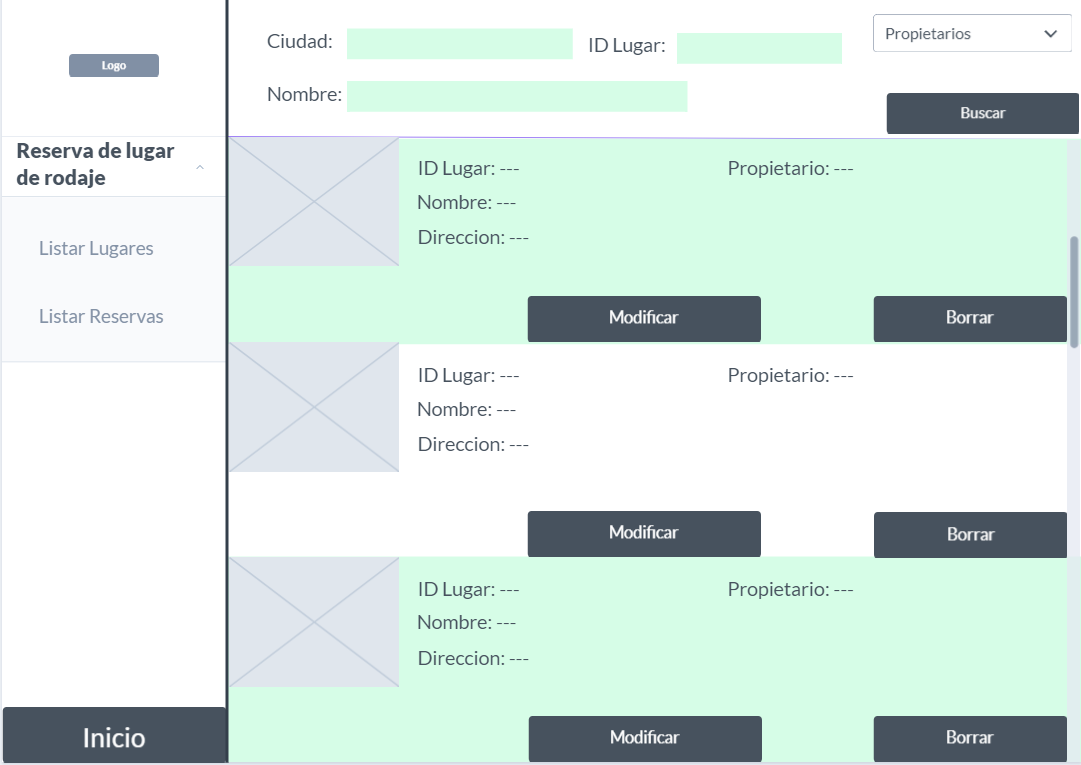 Logo
Reserva de lugar
de rodaje
Listar Lugares
Listar Reservas
Inicio
Ciudad:
ID Lugar:
Propietarios
Nombre:
Buscar
ID Lugar: ---
Propietario: ---
Nombre: ---
Direccion: ---
Modificar
Borrar
ID Lugar: ---
Propietario: ---
Nombre: ---
Direccion: ---
Modificar
Borrar
ID Lugar: ---
Propietario: ---
Nombre: ---
Direccion: ---
Modificar
Borrar